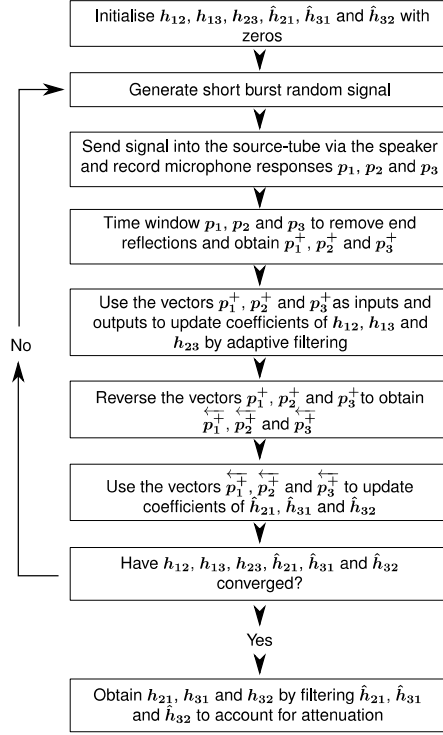 Initialise h12, h13, h23, ĥ21, ĥ31 and ĥ32 with
zeros
Generate short burst random signal
Send signal into the source-tube via the speaker
and record microphone responses p1, p2 and p3
Time window p1, p2 and p3 to remove end
reflections and obtain p1+, p2+ and p3+
Use the vectors p1+, p2+ and p3+ as inputs and
outputs to update coefficients of h12, h13 and
h23 by adaptive filtering
No
Reverse the vectors p1+, p2+ and p3+ to obtain
←p1+, ←p2+ and ←p3+
Use the vectors ←p1+, ←p2+ and ←p3+ to update
coefficients of ĥ21, ĥ31 and ĥ32
Have h12, h13, h23, ĥ21, ĥ31 and ĥ32
converged?
Yes
Obtain h21, h31 and h32 by filtering ĥ21, ĥ31
and ĥ32 to account for attenuation